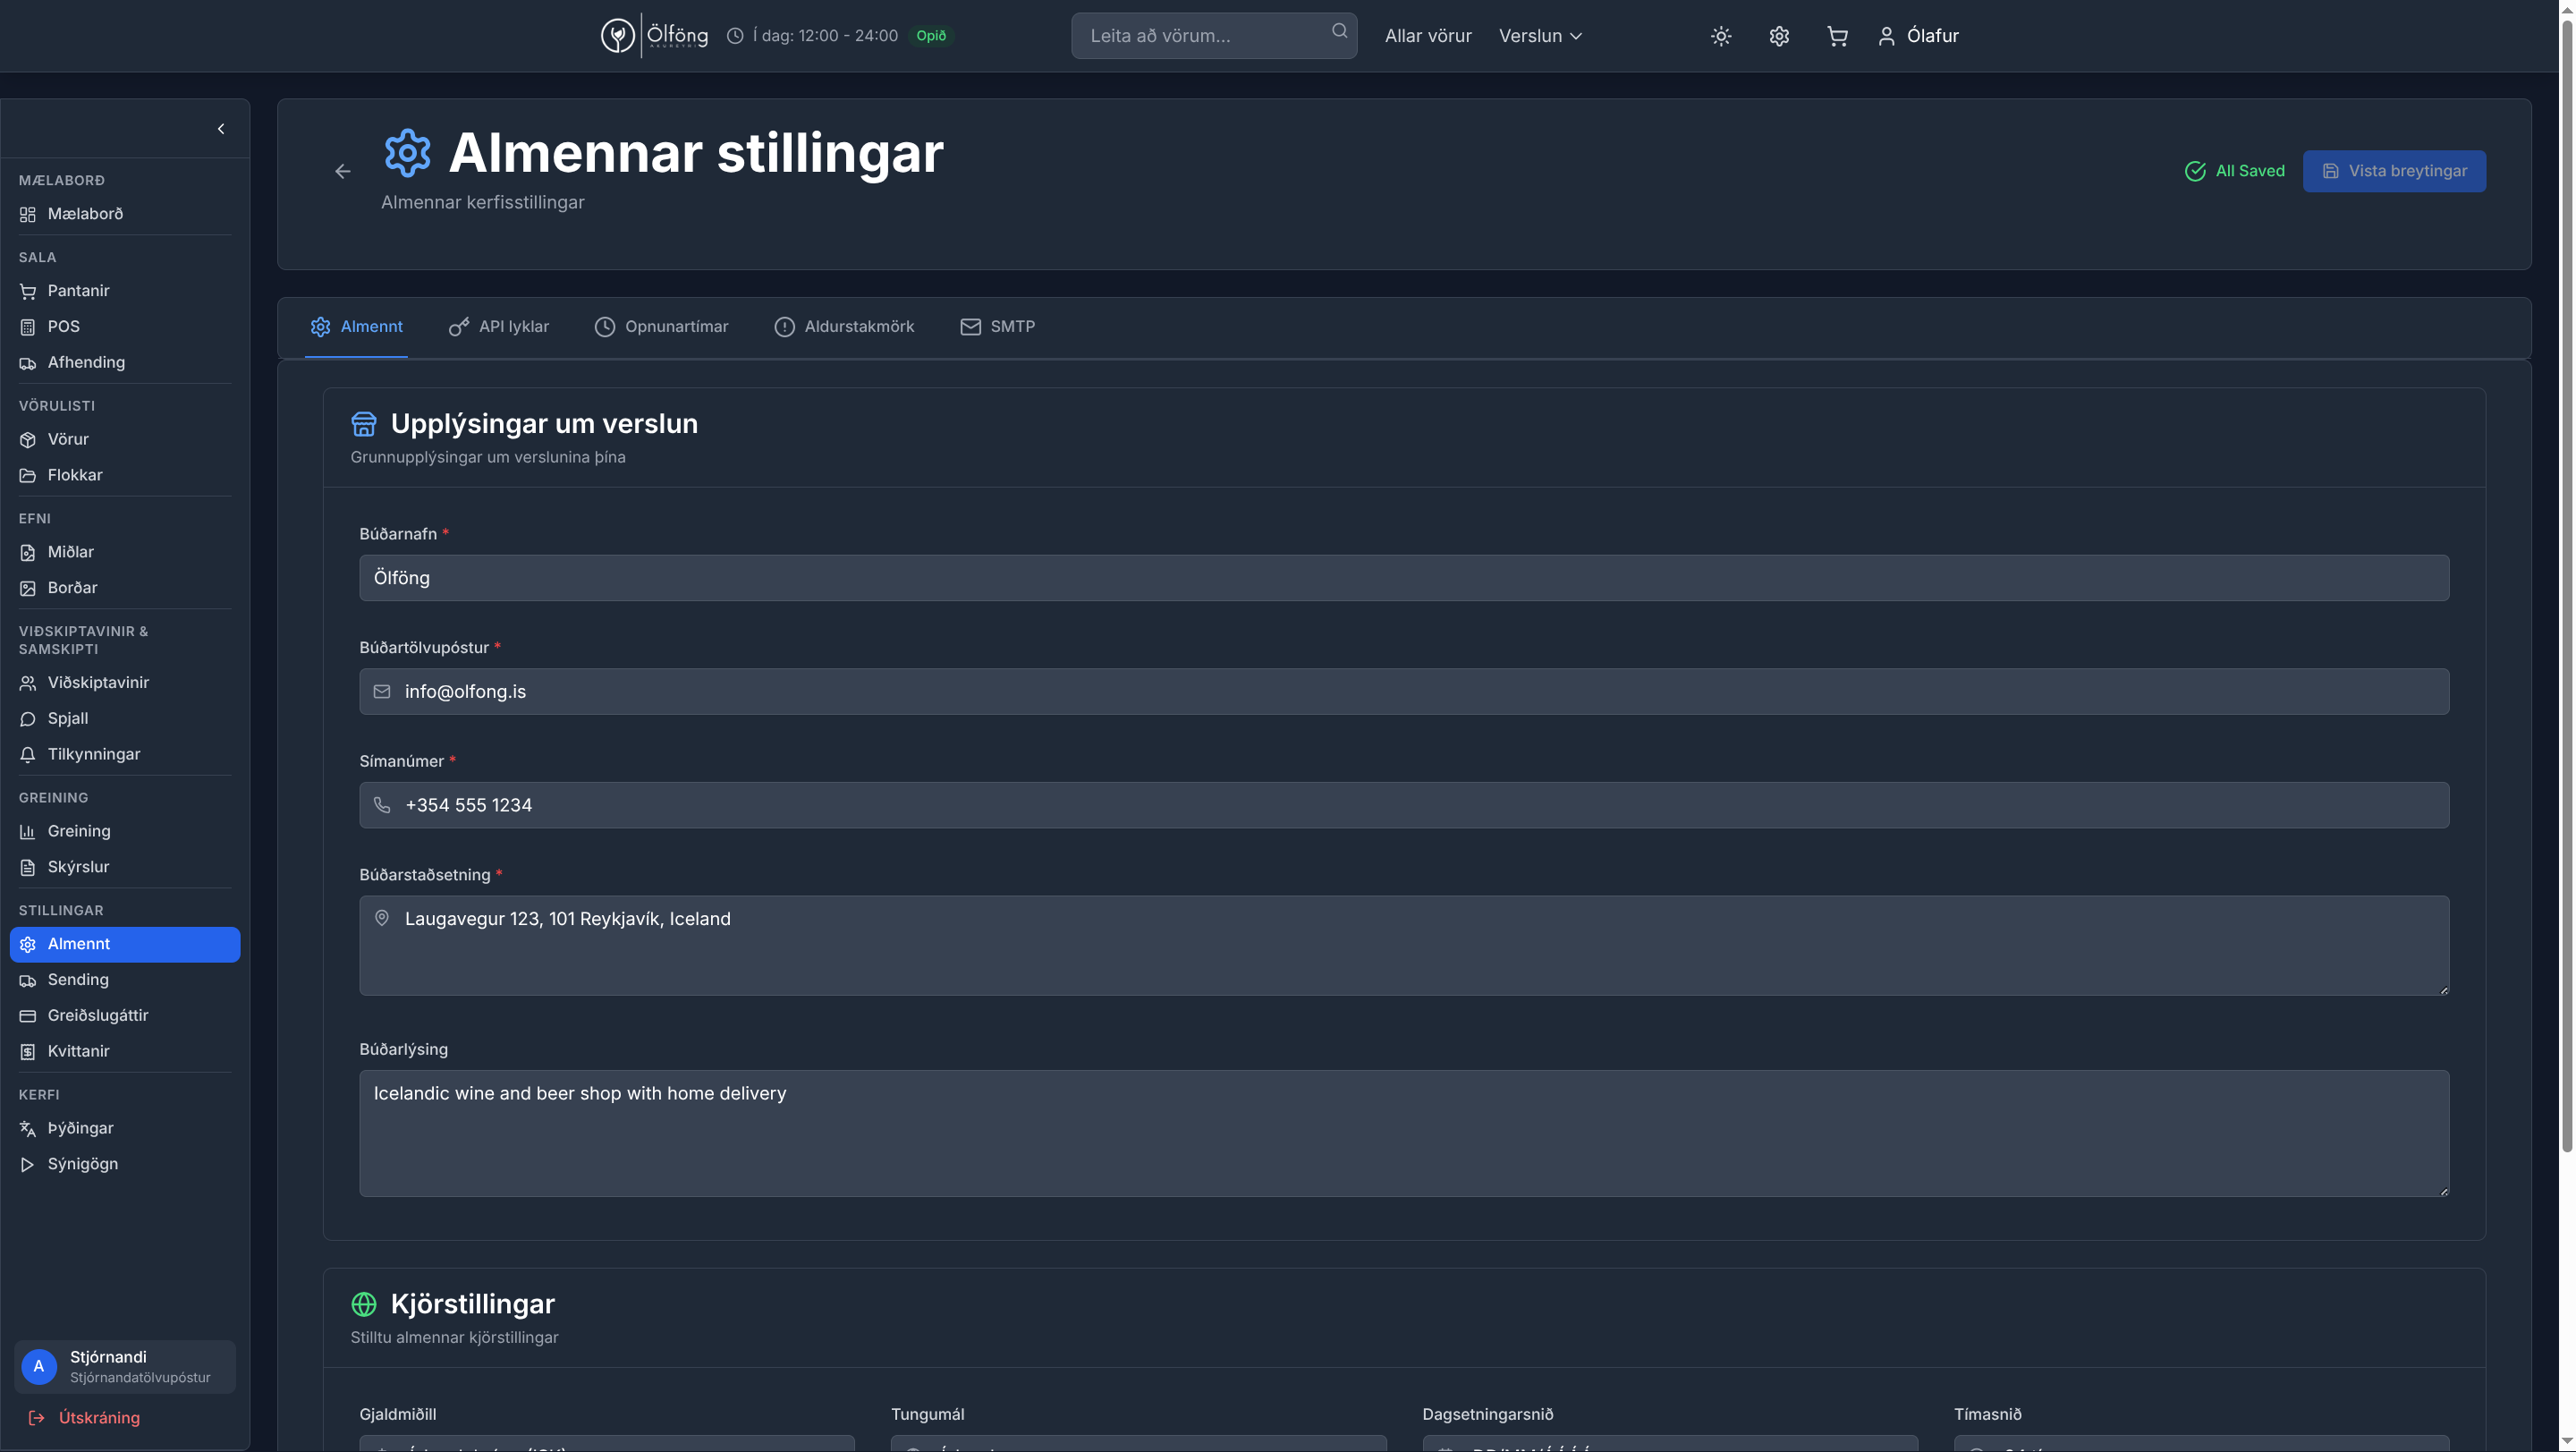 Ölföng
AKUREYRI
Í dag: 12:00 - 24:00
Opið
Leita að vörum...
Allar vörur
Verslun
Ólafur
MÆLABORÐ
Mælaborð
SALA
Pantanir
POS
Afhending
VÖRULISTI
Vörur
Flokkar
EFNI
Miðlar
Borðar
VIÐSKIPTAVINIR &
SAMSKIPTI
Viðskiptavinir
Spjall
Tilkynningar
GREINING
Greining
Skýrslur
STILLINGAR
Almennt
Sending
Greiðslugáttir
Kvittanir
KERFI
Þýðingar
Sýnigögn
A
Stjórnandi
Stjórnandatölvupóstur
Útskráning
Almennar stillingar
Almennar kerfisstillingar
All Saved
Vista breytingar
Almennt
API lyklar
Opnunartímar
Aldurstakmörk
SMTP
Upplýsingar um verslun
Grunnupplýsingar um verslunina þína
Búðarnafn *
Ölföng
Búðartölvupóstur *
info@olfong.is
Símanúmer *
+354 555 1234
Búðarstaðsetning *
Laugavegur 123, 101 Reykjavík, Iceland
Búðarlýsing
Icelandic wine and beer shop with home delivery
Kjörstillingar
Stilltu almennar kjörstillingar
Gjaldmiðill
Tungumál
Dagsetningarsnið
Tímasnið